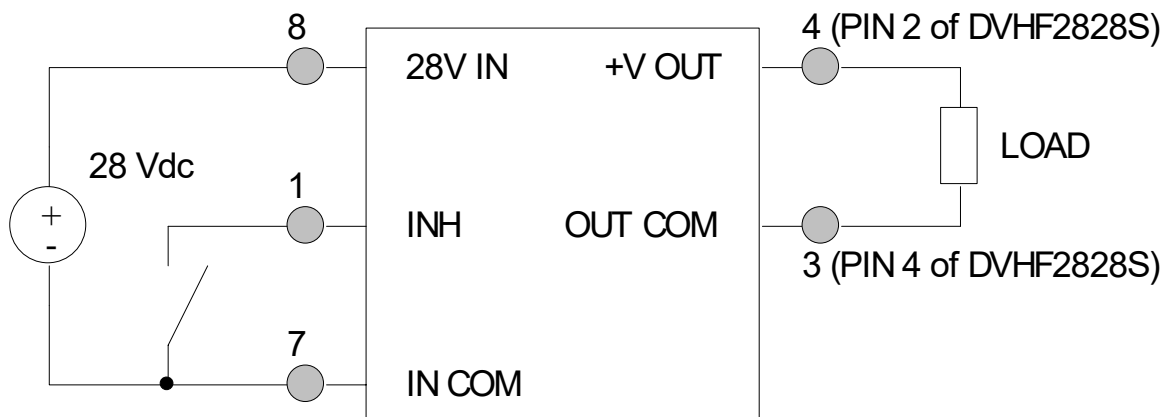 8
4 (PIN 2 of DVHF2828S)
28V IN
+V OUT
28 Vdc
LOAD
+
-
1
INH
OUT COM
3 (PIN 4 of DVHF2828S)
7
IN COM